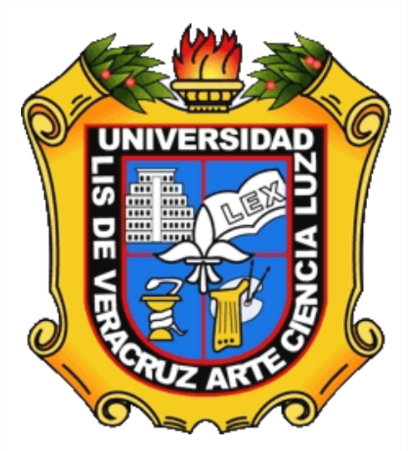 UNIVERSIDAD
LIS DE VERACRUZ ARTE CIENCIA LUZ
LEX